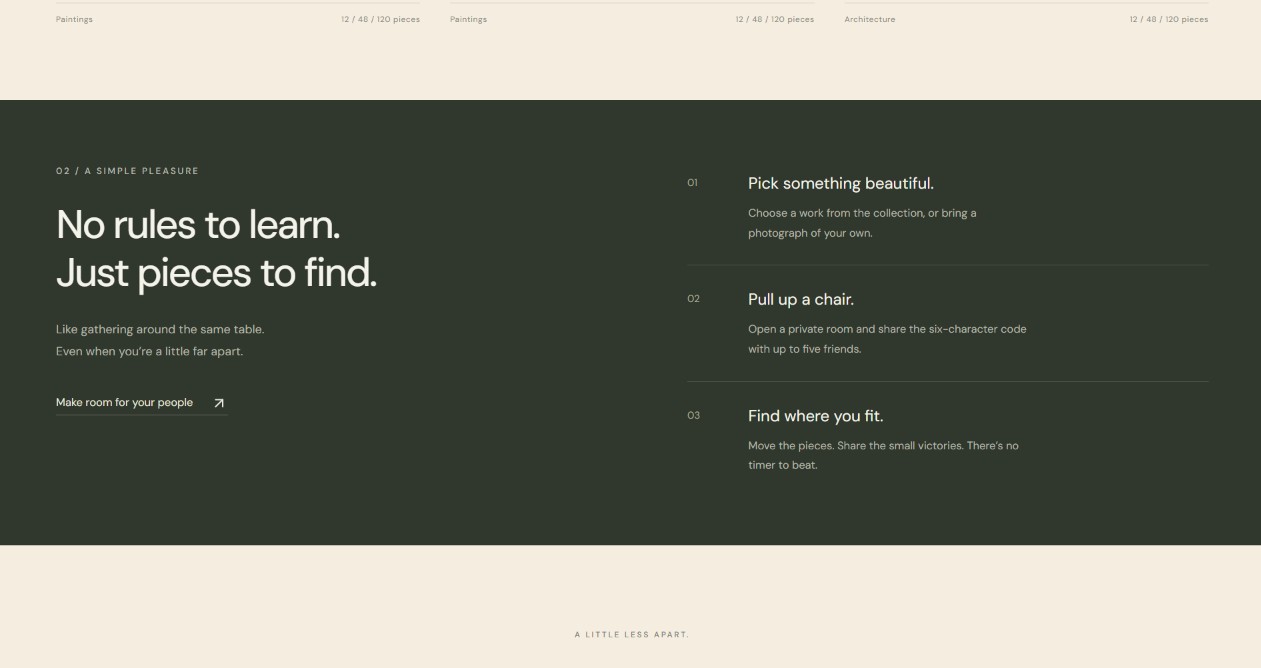 Paintings
12 / 48 / 120 pieces
Paintings
12 / 48 / 120 pieces
Architecture
12 / 48 / 120 pieces
02 / A SIMPLE PLEASURE
No rules to learn.
Just pieces to find.
Like gathering around the same table.
Even when you’re a little far apart.
Make room for your people
01
Pick something beautiful.
Choose a work from the collection, or bring a
photograph of your own.
02
Pull up a chair.
Open a private room and share the six-character code
with up to five friends.
03
Find where you fit.
Move the pieces. Share the small victories. There’s no
timer to beat.
A LITTLE LESS APART.